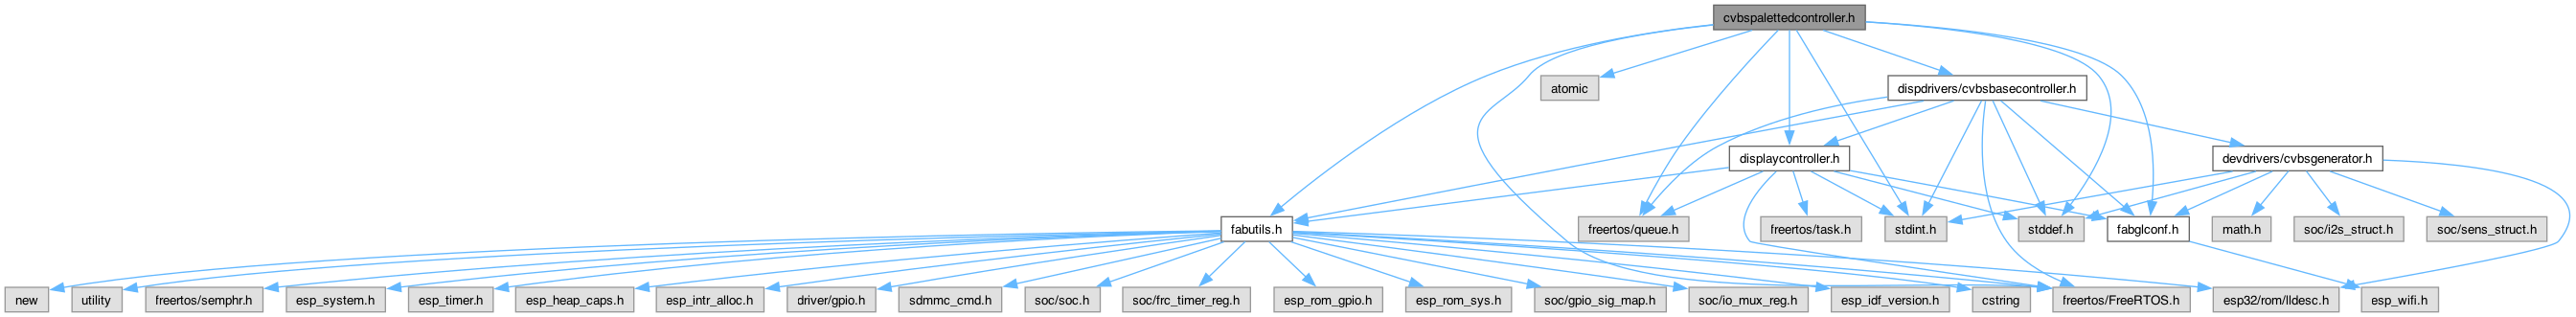 cvbspalettedcontroller.h
atomic
dispdrivers/cvbsbasecontroller.h
displaycontroller.h
devdrivers/cvbsgenerator.h
fabutils.h
freertos/queue.h
freertos/task.h
stdint.h
stddef.h
fabglconf.h
math.h
soc/i2s_struct.h
soc/sens_struct.h
new
utility
freertos/semphr.h
esp_system.h
esp_timer.h
esp_heap_caps.h
esp_intr_alloc.h
driver/gpio.h
sdmmc_cmd.h
soc/soc.h
soc/frc_timer_reg.h
esp_rom_gpio.h
esp_rom_sys.h
soc/gpio_sig_map.h
soc/io_mux_reg.h
esp_idf_version.h
cstring
freertos/FreeRTOS.h
esp32/rom/lldesc.h
esp_wifi.h